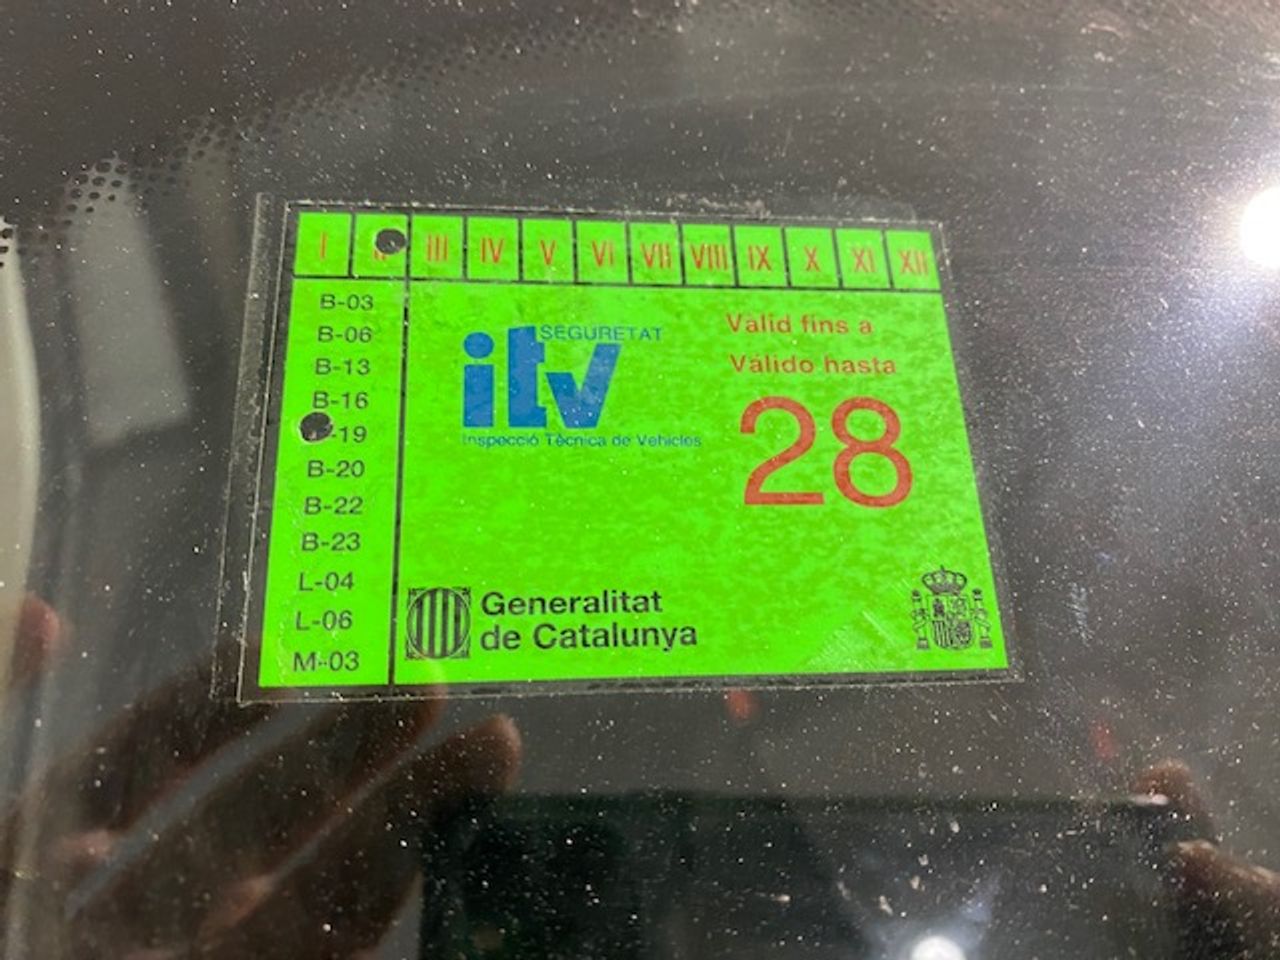 I II III IV V VI VII VIII IX X XI XII
B-03
B-06
B-13
B-16
-19
B-20
B-22
B-23
L-04
L-06
M-03
SEGURETAT
itv
Inspecció Tècnica de Vehicles
Vàlid fins a
Válido hasta
28
Generalitat
de Catalunya